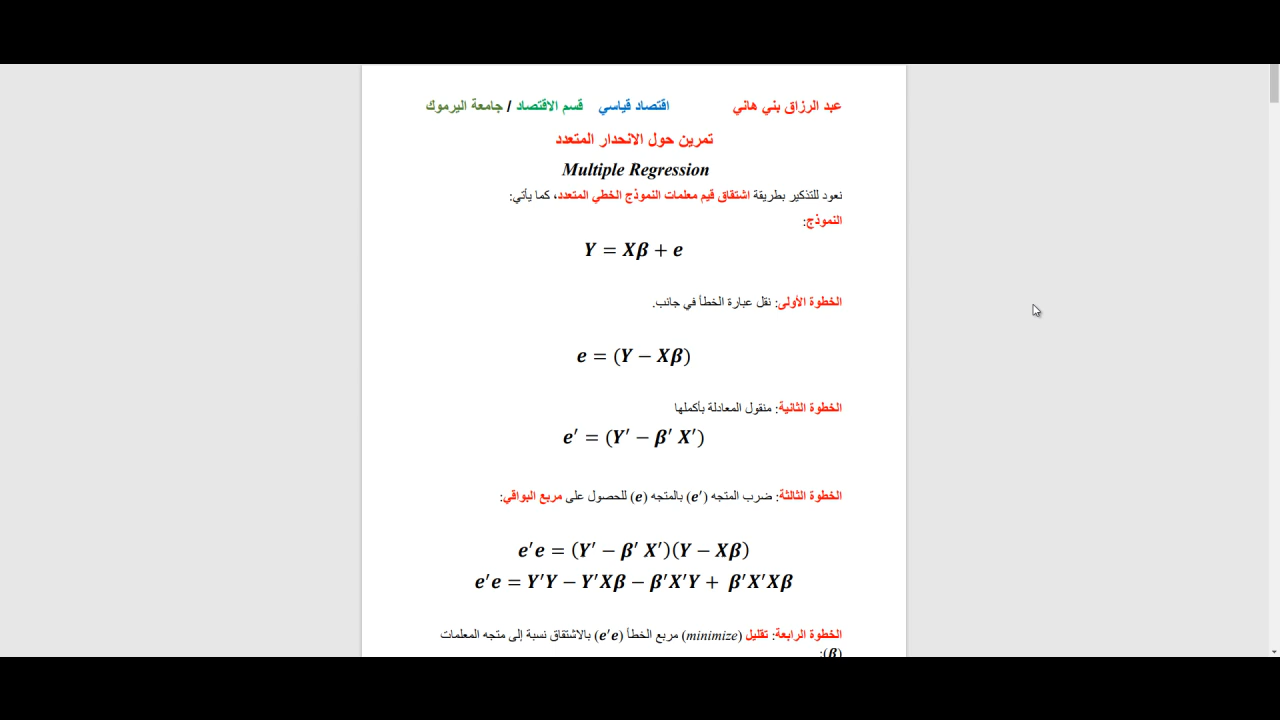 عبد الرزاق بني هاني اقتصاد قياسي قسم الاقتصاد / جامعة اليرموك
تمرين حول الانحدار المتعدد
Multiple Regression
نعود للتذكير بطريقة اشتقاق قيم معلمات النموذج الخطي المتعدد، كما يأتي:
النموذج:
Y = Xβ + e
الخطوة الأولى: نقل عبارة الخطأ في جانب.
e = (Y − Xβ)
الخطوة الثانية: منقول المعادلة بأكملها
e′ = (Y′ − β′ X′)
الخطوة الثالثة: ضرب المتجه (e′) بالمتجه (e) للحصول على مربع البواقي:
e′e = (Y′ − β′ X′)(Y − Xβ)
e′e = Y′Y − Y′Xβ − β′X′Y + β′X′Xβ
الخطوة الرابعة: تقليل (minimize) مربع الخطأ (e′e) بالاشتقاق نسبة إلى متجه المعلمات
(β):